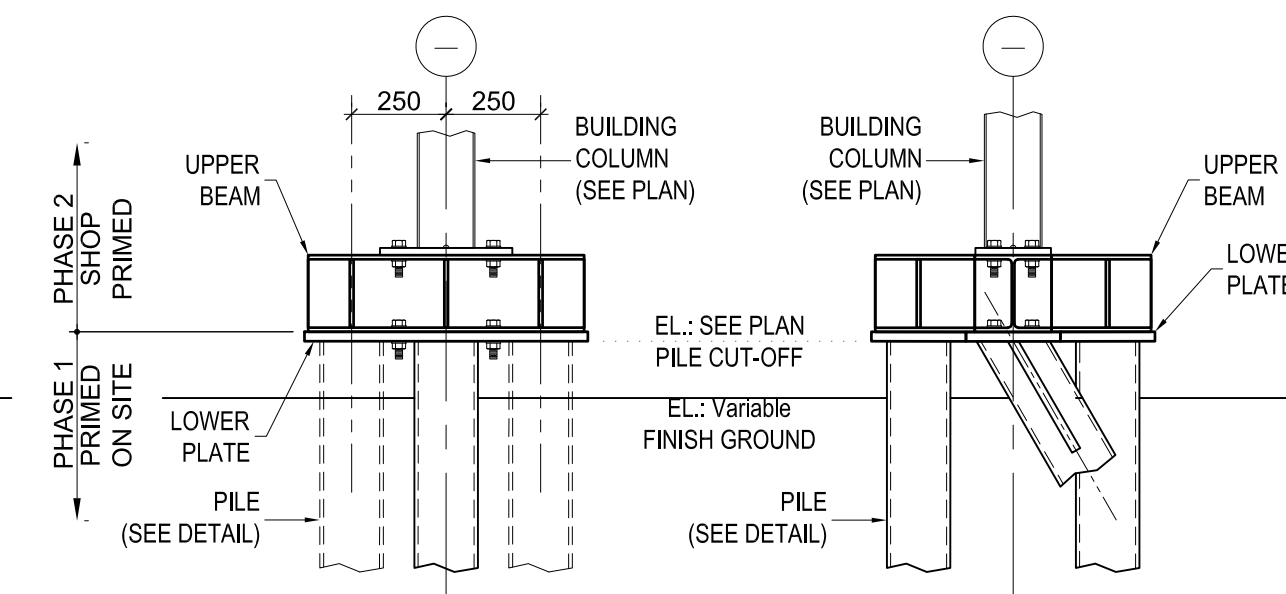 250 250
BUILDING
COLUMN
(SEE PLAN)
UPPER
BEAM
PHASE 2
SHOP
PRIMED
PHASE 1
PRIMED
ON SITE
LOWER
PLATE
PILE
(SEE DETAIL)
EL.: SEE PLAN
PILE CUT-OFF
EL.: Variable
FINISH GROUND
BUILDING
COLUMN
(SEE PLAN)
UPPER
BEAM
LOWE
PLATE
PILE
(SEE DETAIL)